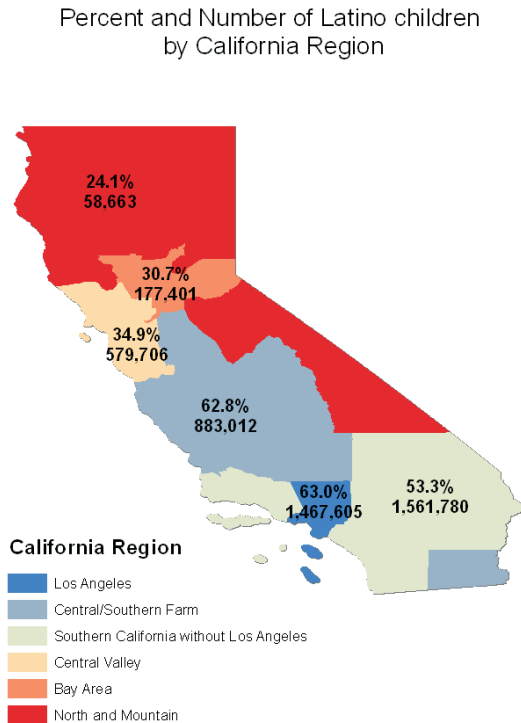 Percent and Number of Latino children
by California Region
24.1%
58,663
30.7%
177,401
34.9%
579,706
62.8%
883,012
63.0%
1,467,605
53.3%
1,561,780
California Region
Los Angeles
Central/Southern Farm
Southern California without Los Angeles
Central Valley
Bay Area
North and Mountain